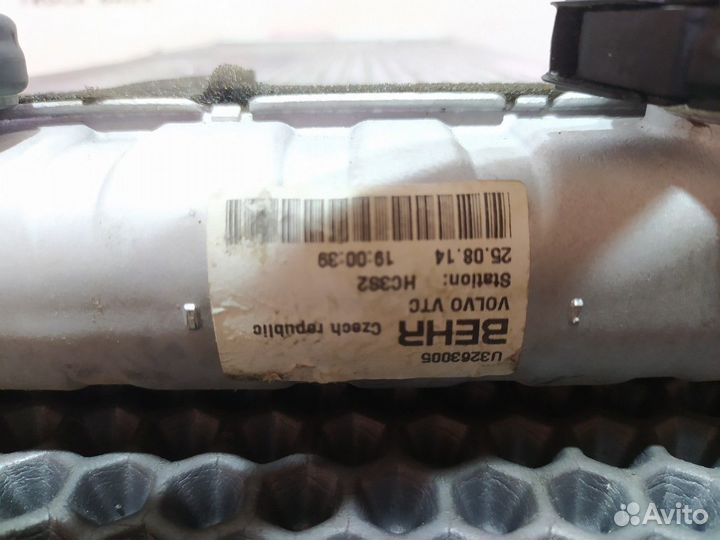 U3263005
BEHR Czech republic
VOLVO VTC
Station: HC3S2
25.08.14 19:00:39
Avito